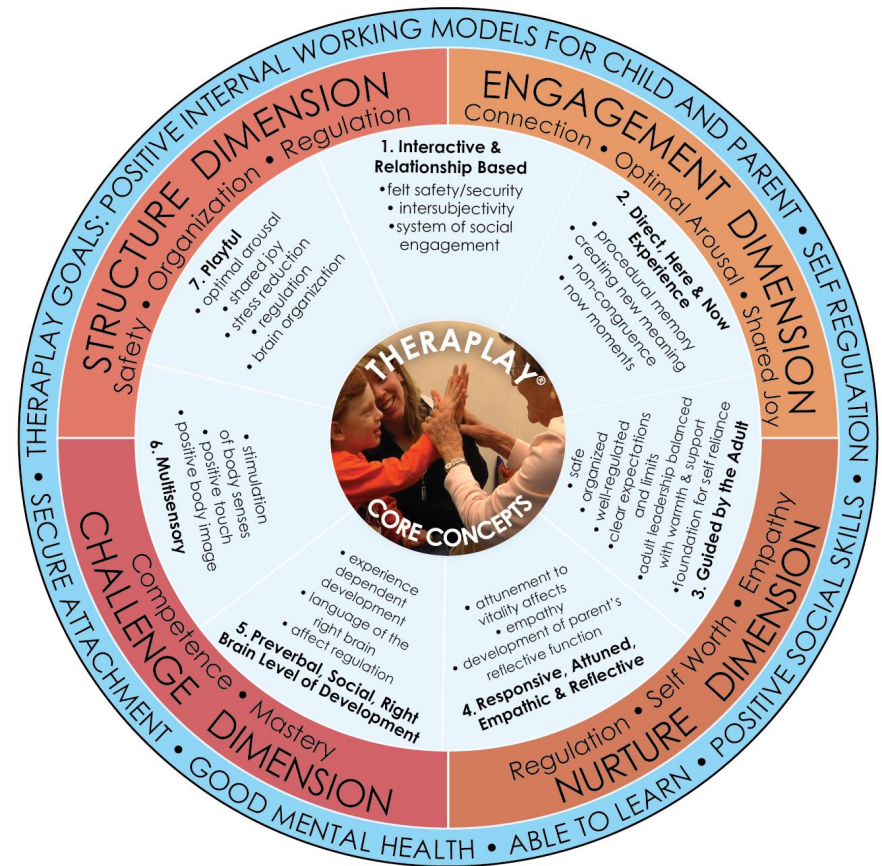 THERAPLAY GOALS: POSITIVE INTERNAL WORKING MODELS FOR CHILD AND PARENT • SELF REGULATION • POSITIVE SOCIAL SKILLS • ABLE TO LEARN • GOOD MENTAL HEALTH • SECURE ATTACHMENT •
STRUCTURE DIMENSION
Safety • Organization • Regulation
ENGAGEMENT DIMENSION
Connection • Optimal Arousal • Shared Joy
NURTURE DIMENSION
Regulation • Self Worth • Empathy
CHALLENGE DIMENSION
Competence • Mastery
1. Interactive &
Relationship Based
•felt safety/security
• intersubjectivity
•system of social
engagement
2. Direct, Here & Now
Experience
• procedural memory
• creating new meaning
• non-congruence
• now moments
3. Guided by the Adult
• safe
• organized
• well-regulated
•clear expectations
and limits
•adult leadership balanced
with warmth & support
•foundation for self reliance
• attunement to
vitality affects
• empathy
• development of parent's
reflective function
4.Responsive, Attuned,
Empathic & Reflective
• experience
dependent
development
• language of the
right brain
• affect regulation
5. Preverbal, Social, Right
Brain Level of Development
6. Multisensory
• stimulation
of body senses
• positive touch
• positive body image
7. Playful
• optimal arousal
• shared joy
• stress reduction
• regulation
• brain organization
THERAPLAY®
CORE CONCEPTS